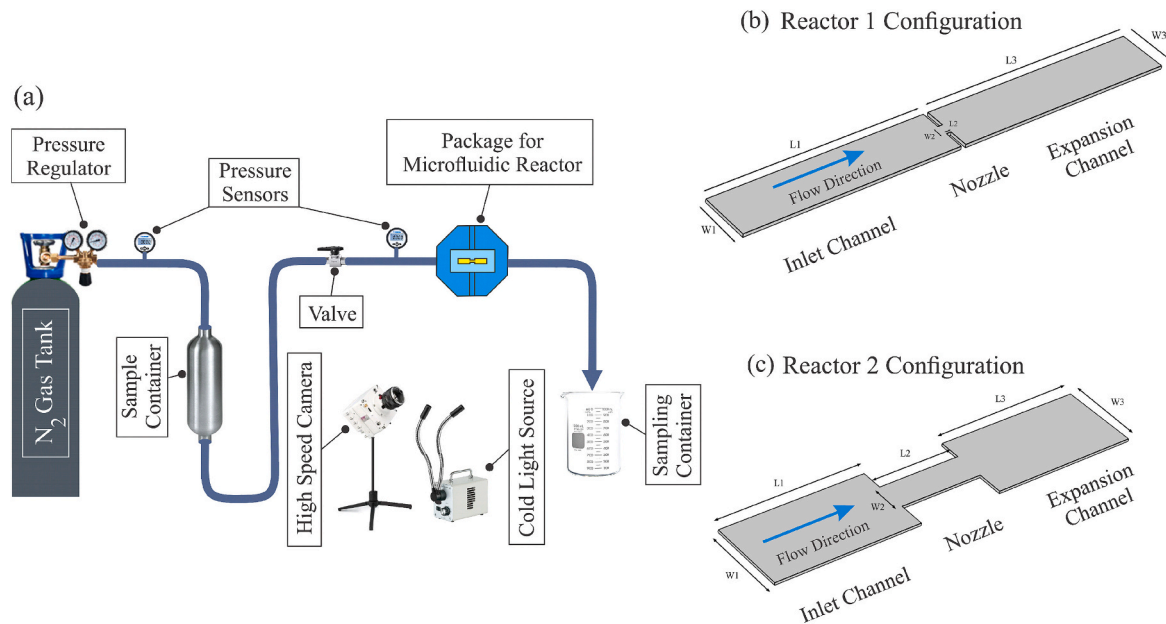 (a)
Pressure
Regulator
Pressure
Sensors
Package for
Microfluidic Reactor
Valve
N2 Gas Tank
Sample
Container
High Speed Camera
Cold Light Source
Sampling
Container
(b) Reactor 1 Configuration
L1
L2
L3
W1
W2
W3
Flow Direction
Inlet Channel
Nozzle
Expansion
Channel
(c) Reactor 2 Configuration
L1
L2
L3
W1
W2
W3
Flow Direction
Inlet Channel
Nozzle
Expansion
Channel